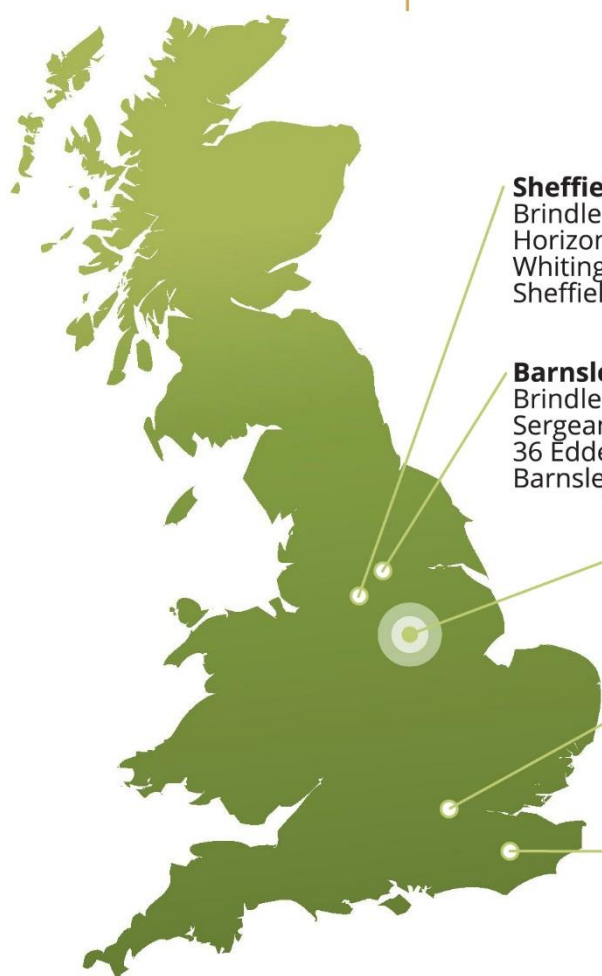 Sheffie
Brindle
Horizon
Whiting
Sheffiel
Barnsle
Brindle
Sergear
36 Edde
Barnsle